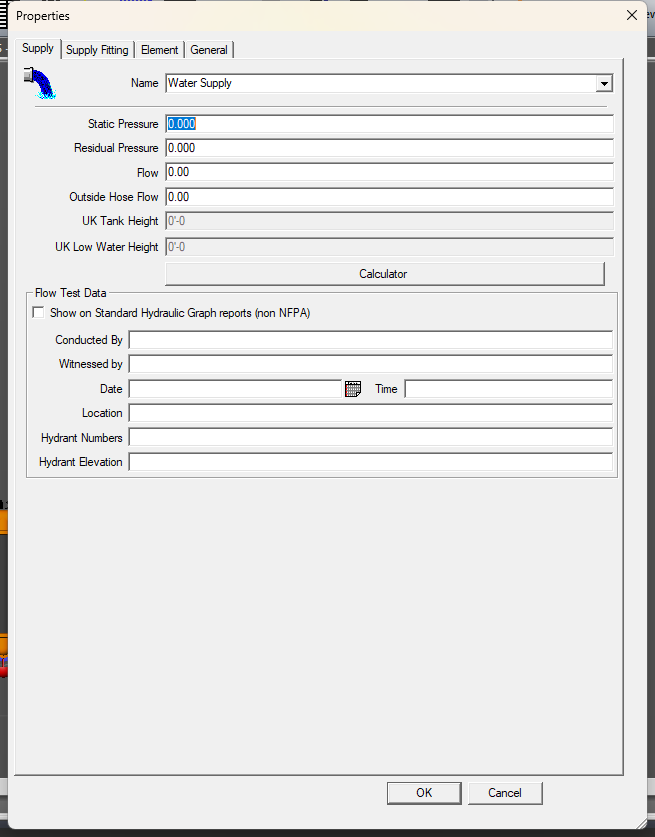 Properties
Supply Supply Fitting Element General
Name Water Supply
Static Pressure 0.000
Residual Pressure 0.000
Flow 0.00
Outside Hose Flow 0.00
UK Tank Height 0'-0
UK Low Water Height 0'-0
Calculator
Flow Test Data
Show on Standard Hydraulic Graph reports (non NFPA)
Conducted By
Witnessed by
Date Time
Location
Hydrant Numbers
Hydrant Elevation
OK Cancel